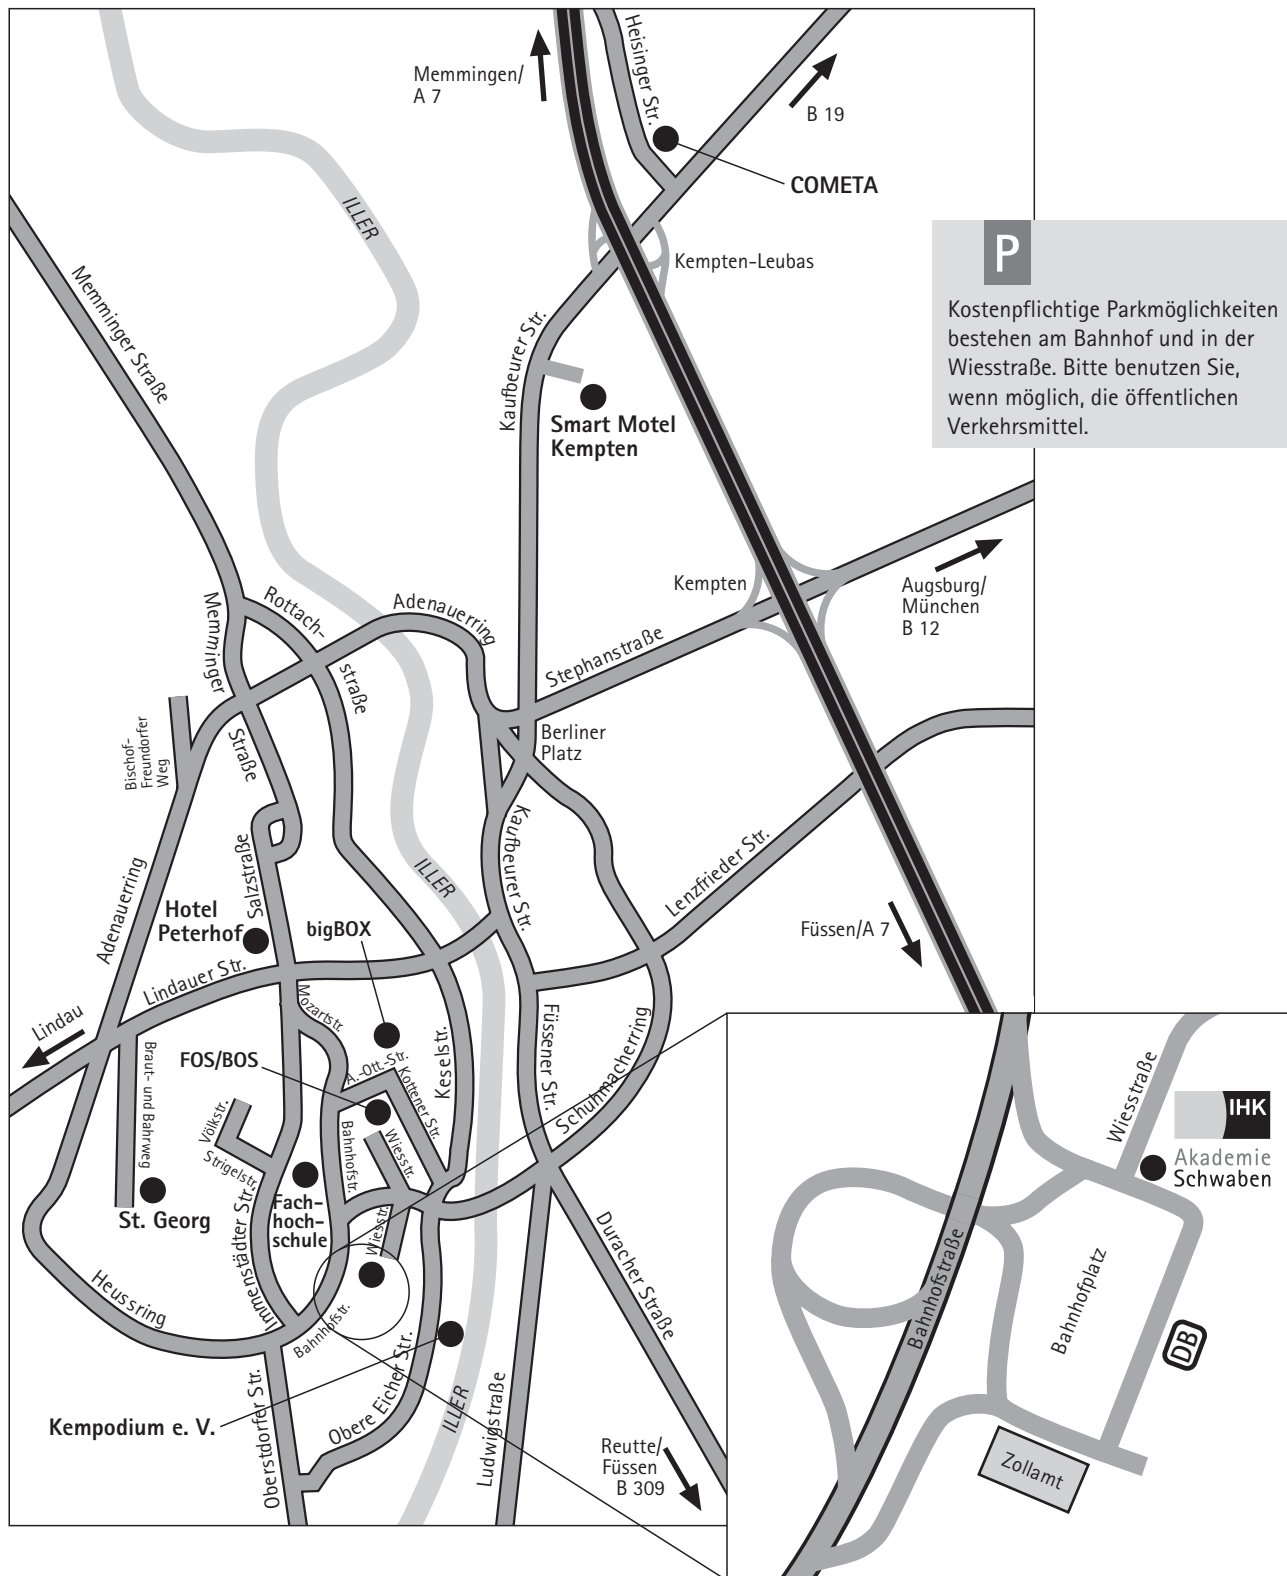 Memmingen/
A 7
Heisinger Str.
B 19
COMETA
ILLER
Kempten-Leubas
P
Kostenpflichtige Parkmöglichkeiten
bestehen am Bahnhof und in der
Wiesstraße. Bitte benutzen Sie,
wenn möglich, die öffentlichen
Verkehrsmittel.
Memminger Straße
Kaufbeurer Str.
Smart Motel
Kempten
Kempten
Augsburg/
München
B 12
Rottach-
straße
Adenauerring
Memminger
Straße
Stephanstraße
Bischof-
Freundorfer
Weg
Berliner
Platz
Kaufbeurer Str.
Salzstraße
Adenauerring
ILLER
Lenzfrieder Str.
Hotel
Peterhof
bigBOX
Füssen/A 7
Lindauer Str.
Lindau
Mozartstr.
FOS/BOS
A.-Ott.-Str.
Kottener Str.
Keselstr.
Füssener Str.
Schuhmacherring
Braut- und Bahrweg
Völkstr.
Strigelstr.
Bahnhofstr.
Wiesstr.
St. Georg
Fach-
hoch-
schule
Immenstädter Str.
Wiesstr.
Heussring
Bahnhofstr.
Duracher Straße
Oberstdorfer Str.
Kempodium e. V.
Obere Eicher Str.
ILLER
Ludwigstraße
Reutte/
Füssen
B 309
Wiesstraße
IHK
Akademie
Schwaben
Bahnhofstraße
Bahnhofplatz
DB
Zollamt